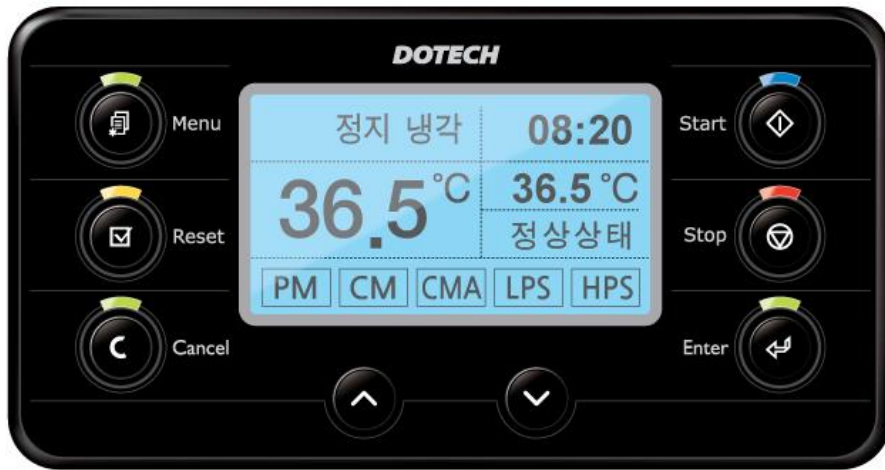 DOTECH
Menu
정지 냉각
08:20
Start
36.5°C
36.5°C
Reset
정상상태
Stop
PM CM CMA LPS HPS
Cancel
Enter